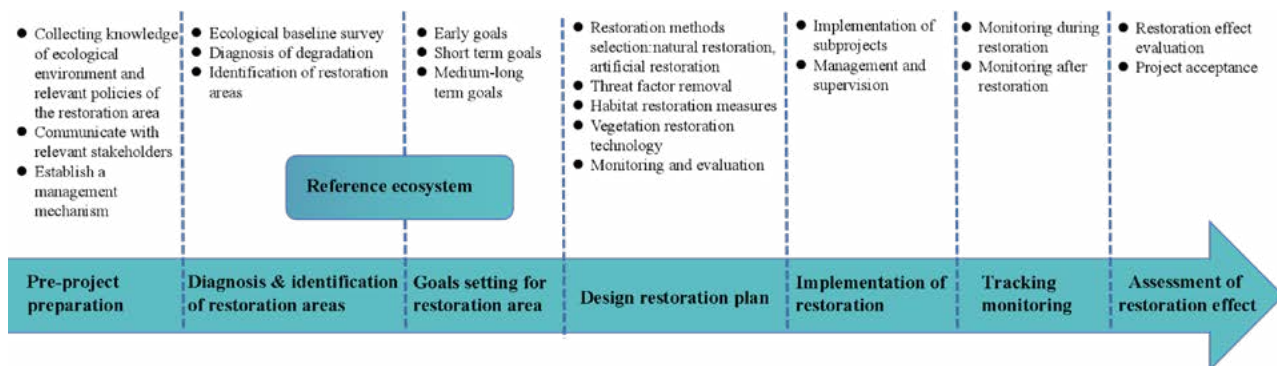 ● Collecting knowledge
of ecological
environment and
relevant policies of
the restoration area
● Communicate with
relevant stakeholders
● Establish a
management
mechanism
● Ecological baseline survey
● Diagnosis of degradation
● Identification of restoration
areas
● Early goals
● Short term goals
● Medium-long
term goals
Reference ecosystem
● Restoration methods
selection:natural restoration,
artificial restoration
● Threat factor removal
● Habitat restoration measures
● Vegetation restoration
technology
● Monitoring and evaluation
● Implementation of
subprojects
● Management and
supervision
● Monitoring during
restoration
● Monitoring after
restoration
● Restoration effect
evaluation
● Project acceptance
Pre-project
preparation
Diagnosis & identification
of restoration areas
Goals setting for
restoration area
Design restoration plan
Implementation of
restoration
Tracking
monitoring
Assessment of
restoration effect